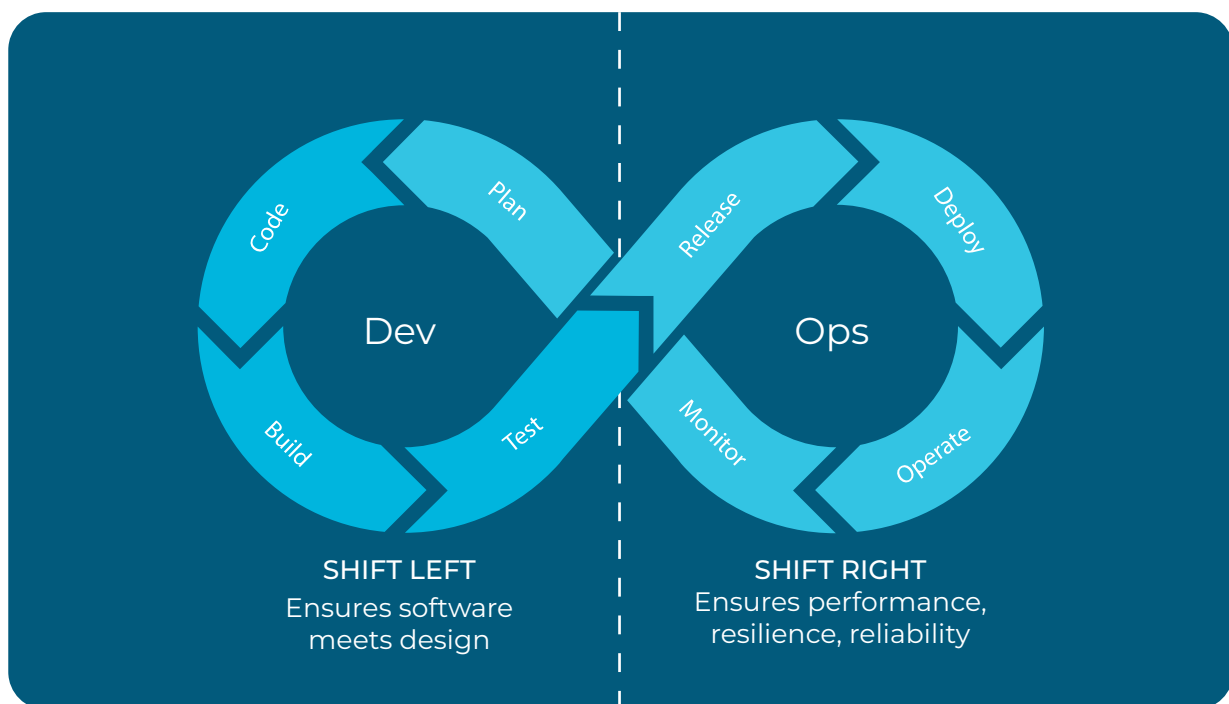 Plan
Code
Build
Test
Release
Deploy
Operate
Monitor
Dev
Ops
SHIFT LEFT
Ensures software
meets design
SHIFT RIGHT
Ensures performance,
resilience, reliability